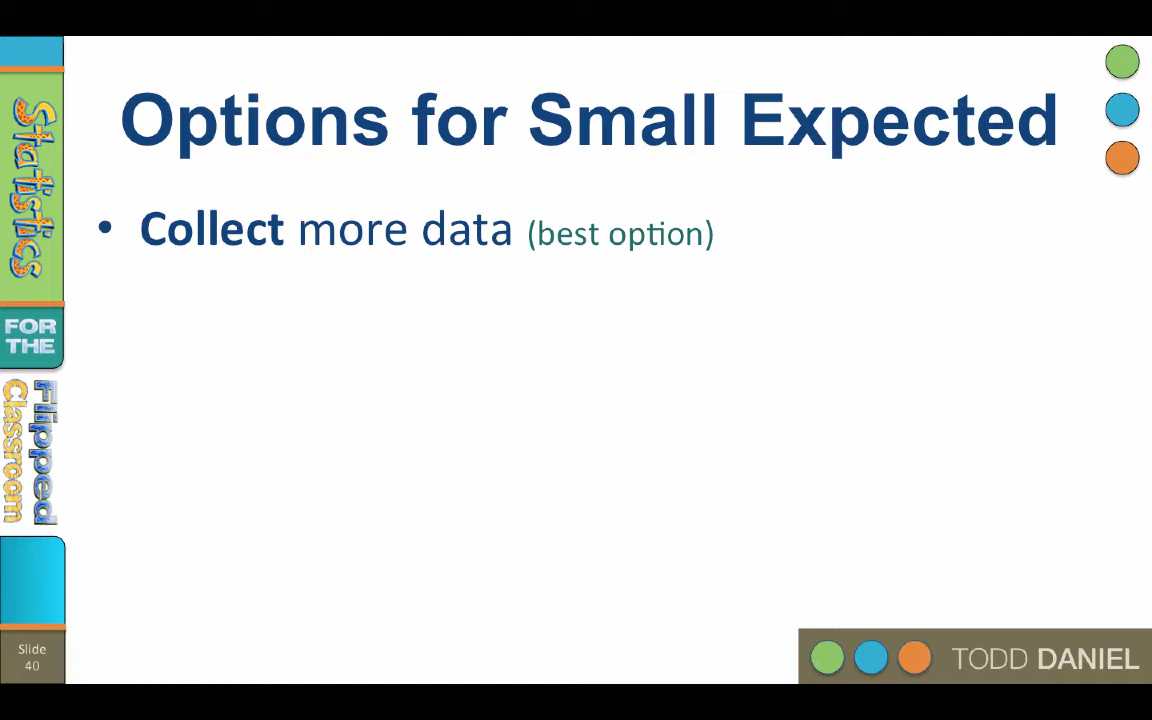 Options for Small Expected
• Collect more data (best option)
Statistics
FOR
THE
Flipped
Classroom
Slide
40
TODD DANIEL